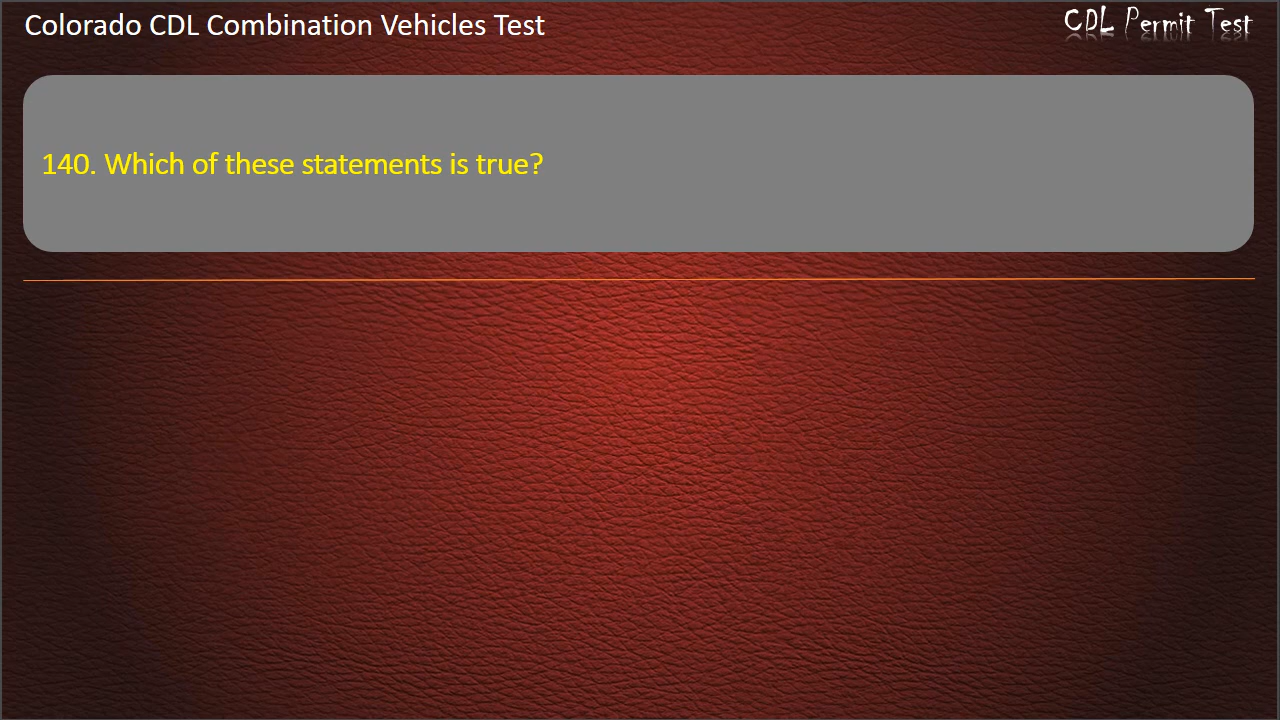 Colorado CDL Combination Vehicles Test
CDL Permit Test
140. Which of these statements is true?